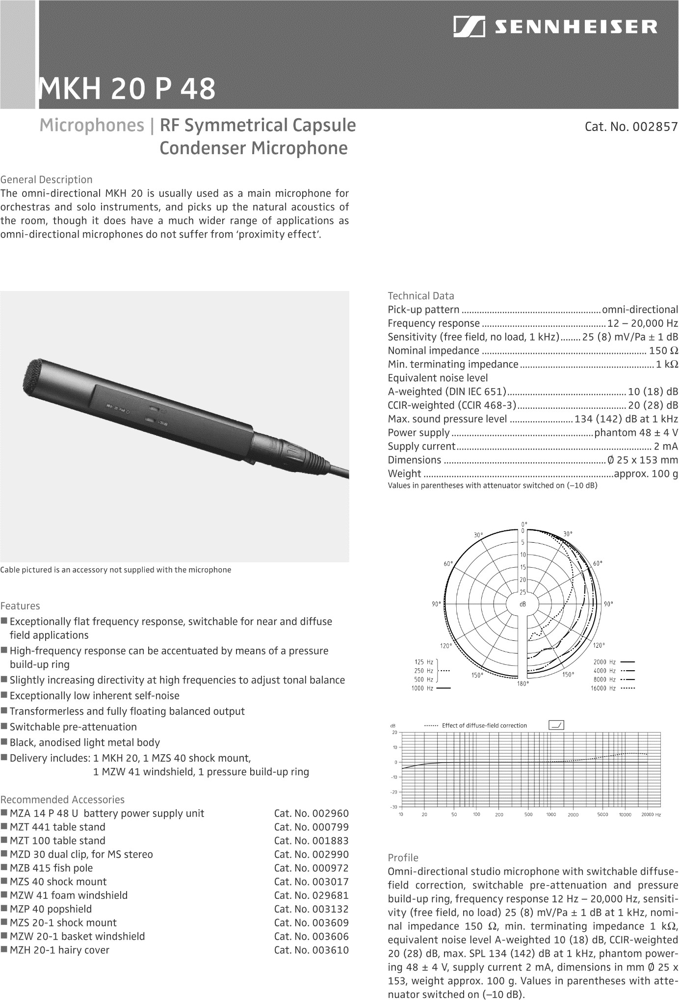 SENNHEISER
MKH 20 P 48
Microphones | RF Symmetrical Capsule
Condenser Microphone
Cat. No. 002857
General Description
The omni-directional MKH 20 is usually used as a main microphone for
orchestras and solo instruments, and picks up the natural acoustics of
the room, though it does have a much wider range of applications as
omni-directional microphones do not suffer from ‘proximity effect’.
MKH 20 P48
-10dB
Cable pictured is an accessory not supplied with the microphone
Features
■ Exceptionally flat frequency response, switchable for near and diffuse
field applications
■ High-frequency response can be accentuated by means of a pressure
build-up ring
■ Slightly increasing directivity at high frequencies to adjust tonal balance
■ Exceptionally low inherent self-noise
■ Transformerless and fully floating balanced output
■ Switchable pre-attenuation
■ Black, anodised light metal body
■ Delivery includes: 1 MKH 20, 1 MZS 40 shock mount,
1 MZW 41 windshield, 1 pressure build-up ring
Recommended Accessories
■ MZA 14 P 48 U battery power supply unit Cat. No. 002960
■ MZT 441 table stand Cat. No. 000799
■ MZT 100 table stand Cat. No. 001883
■ MZD 30 dual clip, for MS stereo Cat. No. 002990
■ MZB 415 fish pole Cat. No. 000972
■ MZS 40 shock mount Cat. No. 003017
■ MZW 41 foam windshield Cat. No. 029681
■ MZP 40 popshield Cat. No. 003132
■ MZS 20-1 shock mount Cat. No. 003609
■ MZW 20-1 basket windshield Cat. No. 003606
■ MZH 20-1 hairy cover Cat. No. 003610
Technical Data
Pick-up pattern ....................................................... omni-directional
Frequency response ................................................. 12 – 20,000 Hz
Sensitivity (free field, no load, 1 kHz)........ 25 (8) mV/Pa ± 1 dB
Nominal impedance ................................................................. 150 Ω
Min. terminating impedance ..................................................... 1 kΩ
Equivalent noise level
A-weighted (DIN IEC 651)............................................... 10 (18) dB
CCIR-weighted (CCIR 468-3)........................................... 20 (28) dB
Max. sound pressure level ......................... 134 (142) dB at 1 kHz
Power supply ........................................................ phantom 48 ± 4 V
Supply current............................................................................. 2 mA
Dimensions ................................................................ Ø 25 x 153 mm
Weight ...........................................................................approx. 100 g
Values in parentheses with attenuator switched on (–10 dB)
0°
30° 0 30°
5
10
60° 15 60°
20
25
90° dB 90°
120° 120°
150° 150°
180°
125 Hz
250 Hz
500 Hz
1000 Hz
2000 Hz
4000 Hz
8000 Hz
16000 Hz
dB Effect of diffuse-field correction
20
10
0
-10
-20
-30
10 20 50 100 200 500 1000 2000 5000 10000 20000 Hz
Profile
Omni-directional studio microphone with switchable diffuse-
field correction, switchable pre-attenuation and pressure
build-up ring, frequency response 12 Hz – 20,000 Hz, sensiti-
vity (free field, no load) 25 (8) mV/Pa ± 1 dB at 1 kHz, nomi-
nal impedance 150 Ω, min. terminating impedance 1 kΩ,
equivalent noise level A-weighted 10 (18) dB, CCIR-weighted
20 (28) dB, max. SPL 134 (142) dB at 1 kHz, phantom power-
ing 48 ± 4 V, supply current 2 mA, dimensions in mm Ø 25 x
153, weight approx. 100 g. Values in parentheses with atte-
nuator switched on (–10 dB).